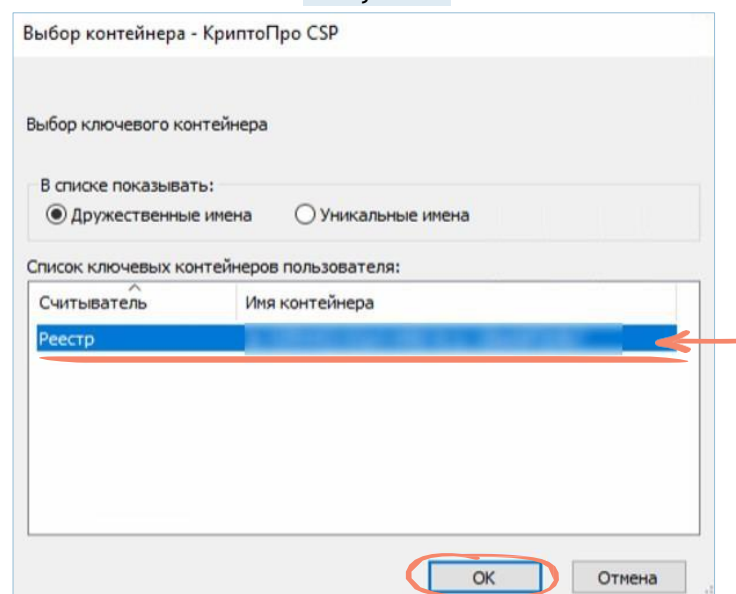 Выбор контейнера - КриптоПро CSP
Выбор ключевого контейнера
В списке показывать:
Дружественные имена Уникальные имена
Список ключевых контейнеров пользователя:
Считыватель Имя контейнера
Реестр
ОК Отмена